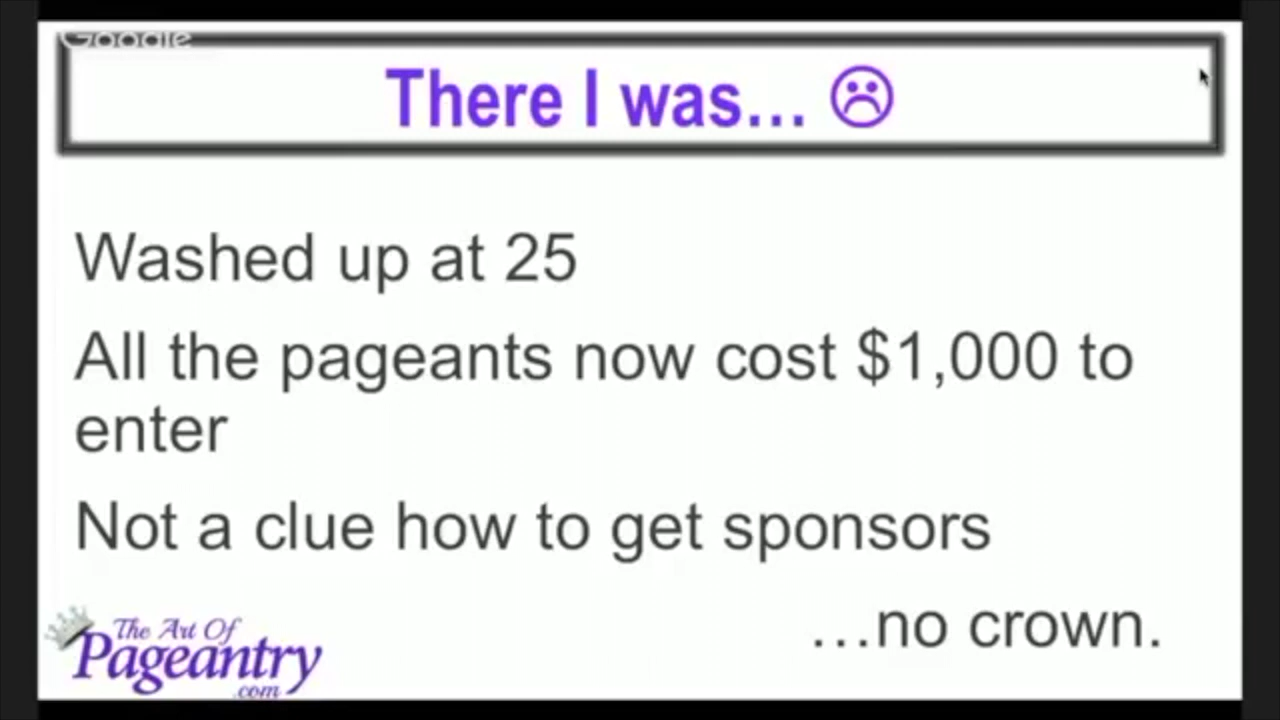 Google
There I was... ☹
Washed up at 25
All the pageants now cost $1,000 to
enter
Not a clue how to get sponsors
...no crown.
The Art Of
Pageantry
.com